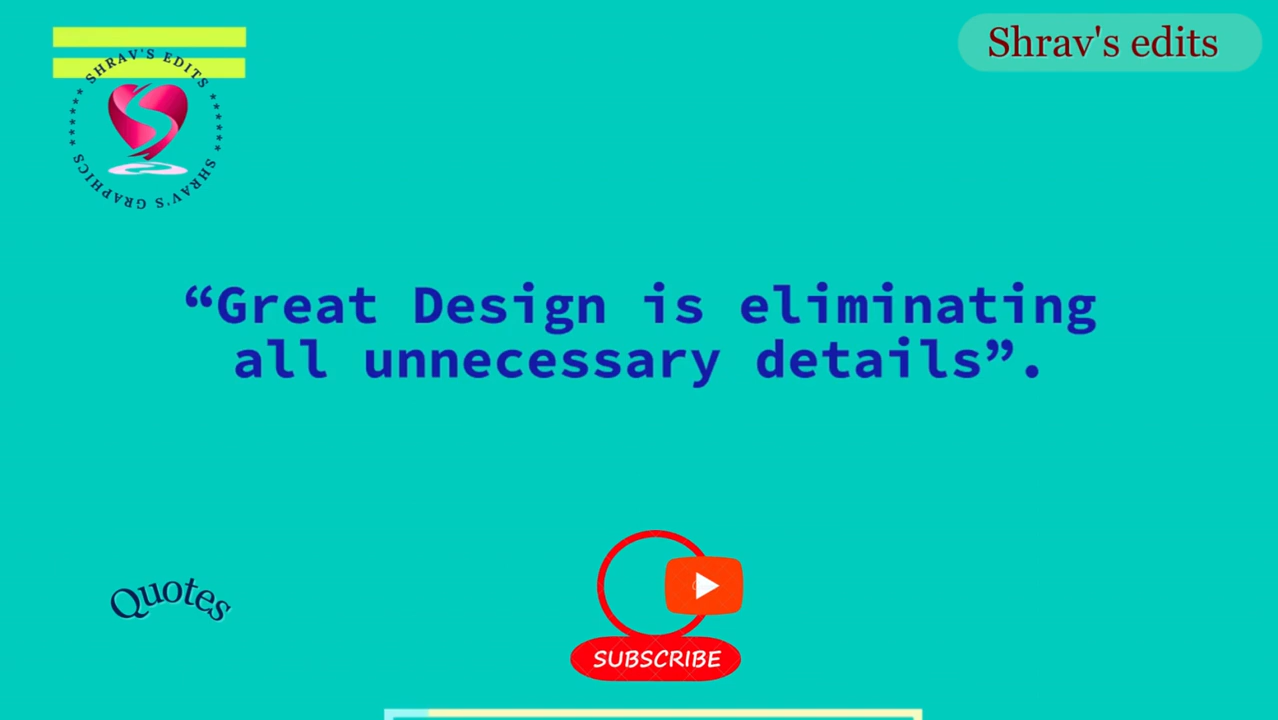 SHRAV'S EDITS
SHRAV'S GRAPHICS
Shrav's edits
“Great Design is eliminating
all unnecessary details”.
Quotes
SUBSCRIBE